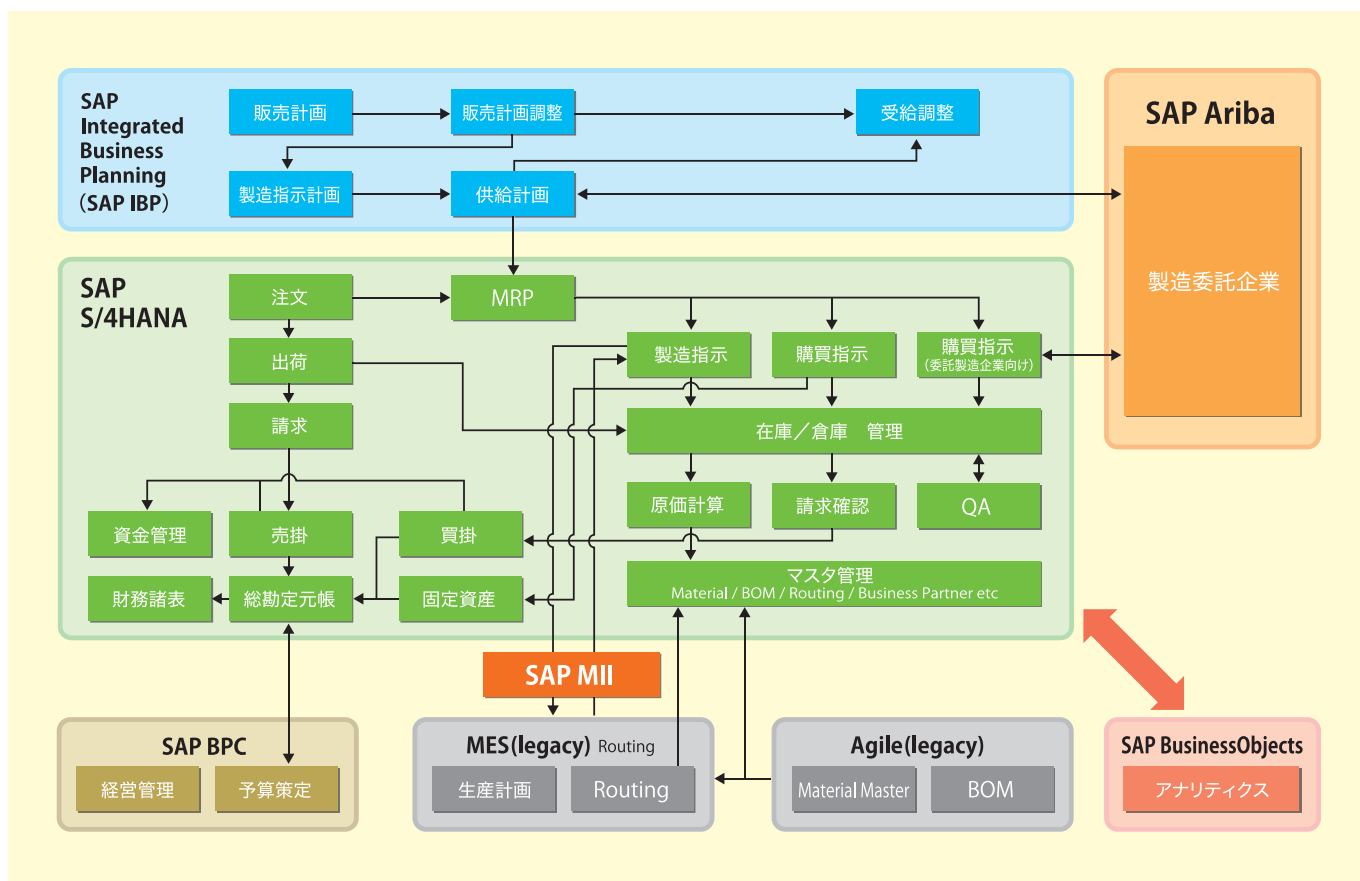 SAP
Integrated
Business
Planning
（SAP IBP）
販売計画
販売計画調整
受給調整
製造指示計画
供給計画
SAP Ariba
製造委託企業
SAP
S/4HANA
注文
MRP
出荷
製造指示
購買指示
購買指示
（委託製造企業向け）
請求
在庫／倉庫　管理
原価計算
請求確認
QA
資金管理
売掛
買掛
マスタ管理
Material / BOM / Routing / Business Partner etc
財務諸表
総勘定元帳
固定資産
SAP MII
SAP BPC
経営管理
予算策定
MES(legacy) Routing
生産計画
Routing
Agile(legacy)
Material Master
BOM
SAP BusinessObjects
アナリティクス